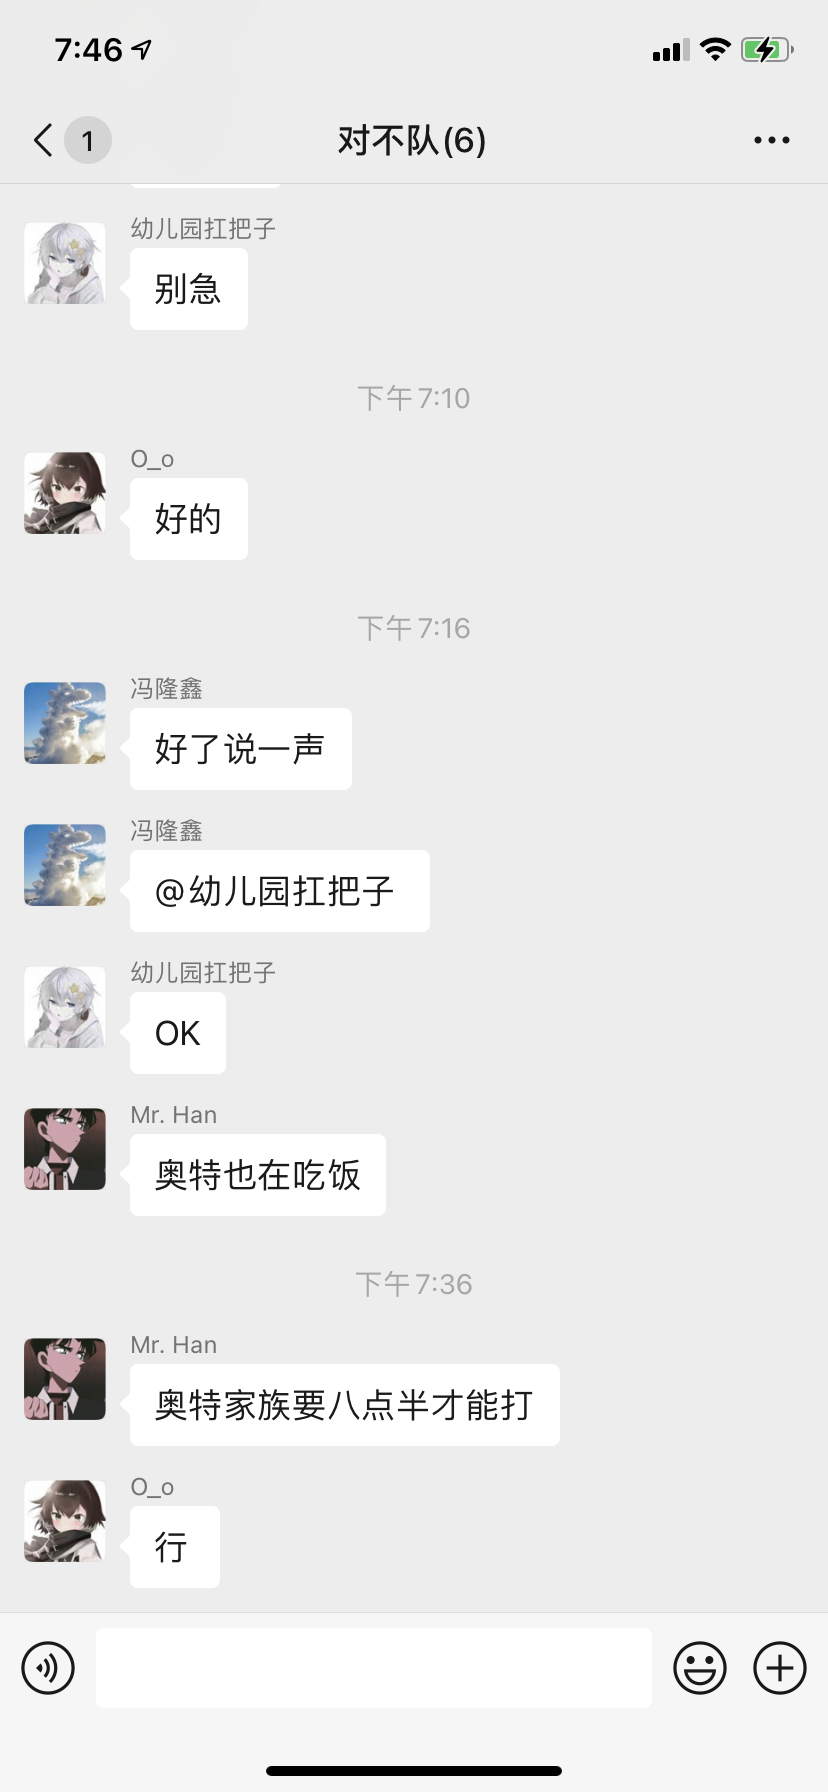 7:46
1
对不队(6)
幼儿园扛把子
别急
下午 7:10
O_o
好的
下午 7:16
冯隆鑫
好了说一声
冯隆鑫
@幼儿园扛把子
幼儿园扛把子
OK
Mr. Han
奥特也在吃饭
下午 7:36
Mr. Han
奥特家族要八点半才能打
O_o
行